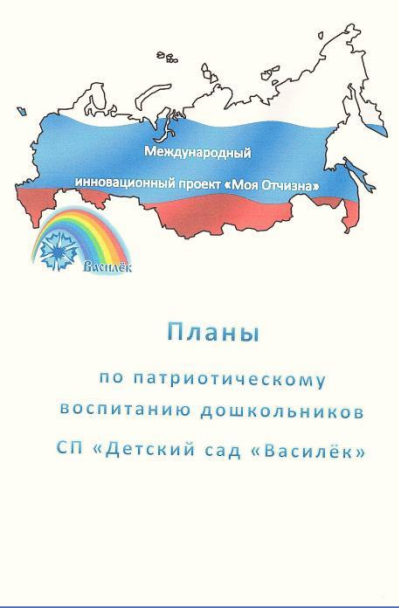 Международный
инновационный проект «Моя Отчизна»
Василёк
Планы
по патриотическому
воспитанию дошкольников
СП «Детский сад «Василёк»